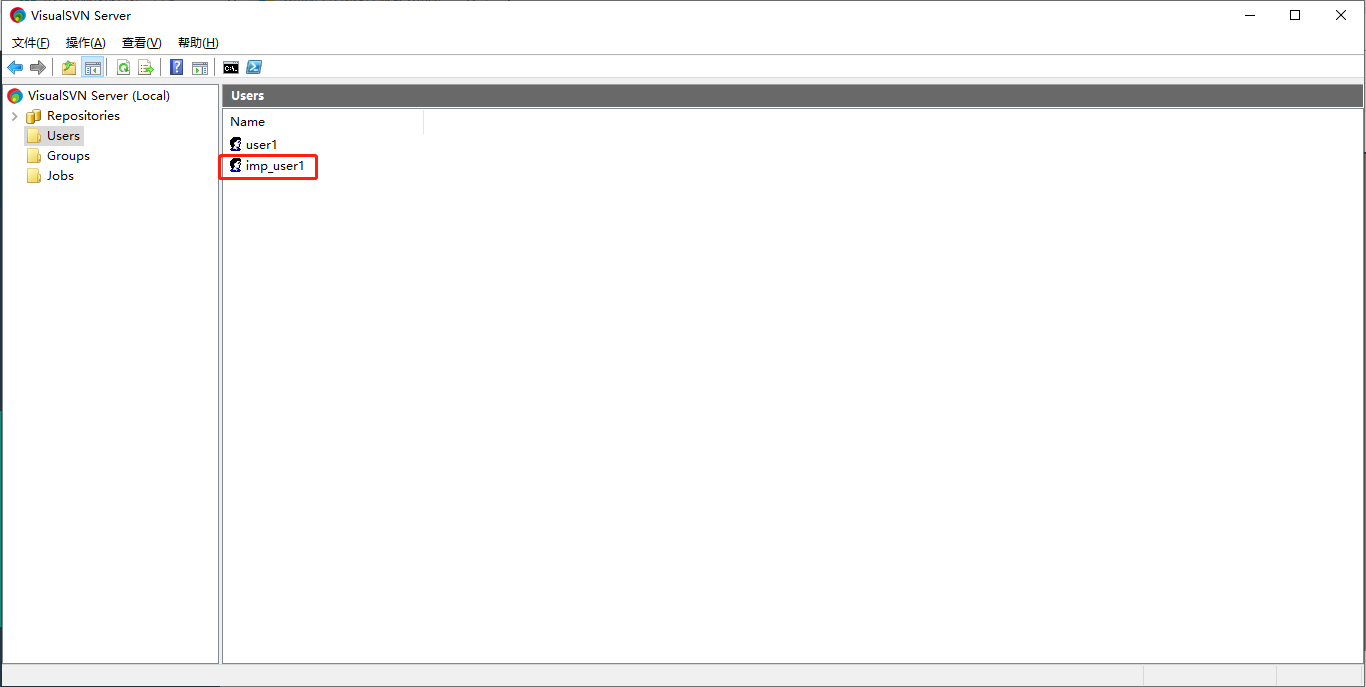 VisualSVN Server
文件(F) 操作(A) 查看(V) 帮助(H)
VisualSVN Server (Local)
Repositories
Users
Groups
Jobs
Users
Name
user1
imp_user1